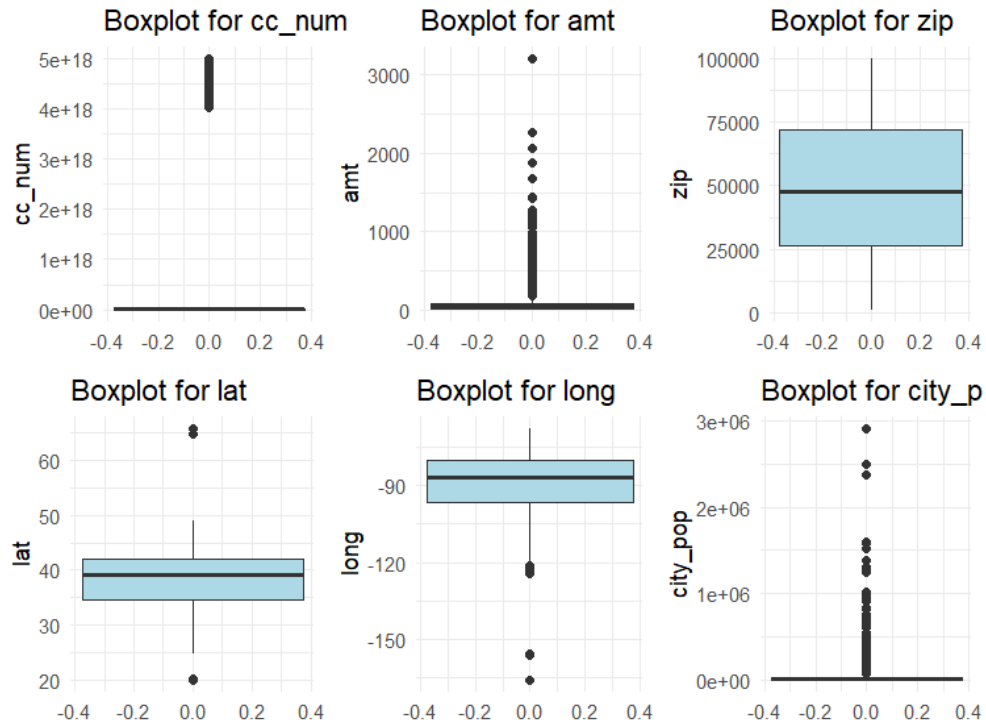 Boxplot for cc_num
5e+18
4e+18
3e+18
2e+18
1e+18
0e+00
cc_num
-0.4 -0.2 0.0 0.2 0.4
Boxplot for amt
3000
2000
1000
0
amt
-0.4 -0.2 0.0 0.2 0.4
Boxplot for zip
100000
75000
50000
25000
0
zip
-0.4 -0.2 0.0 0.2 0.4
Boxplot for lat
60
50
40
30
20
lat
-0.4 -0.2 0.0 0.2 0.4
Boxplot for long
-90
-120
-150
long
-0.4 -0.2 0.0 0.2 0.4
Boxplot for city_p
3e+06
2e+06
1e+06
0e+00
city_pop
-0.4 -0.2 0.0 0.2 0.4